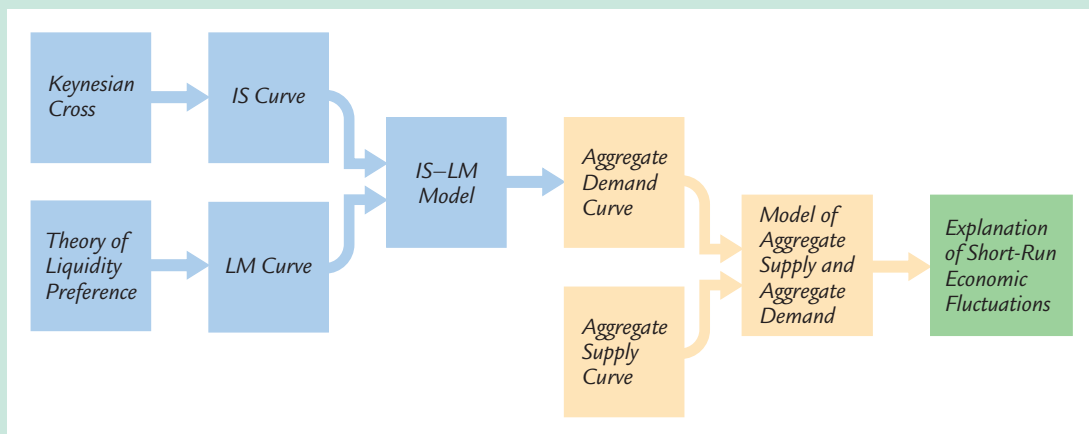 Keynesian
Cross
IS Curve
Theory of
Liquidity
Preference
LM Curve
IS–LM
Model
Aggregate
Demand
Curve
Aggregate
Supply
Curve
Model of
Aggregate
Supply and
Aggregate
Demand
Explanation
of Short-Run
Economic
Fluctuations